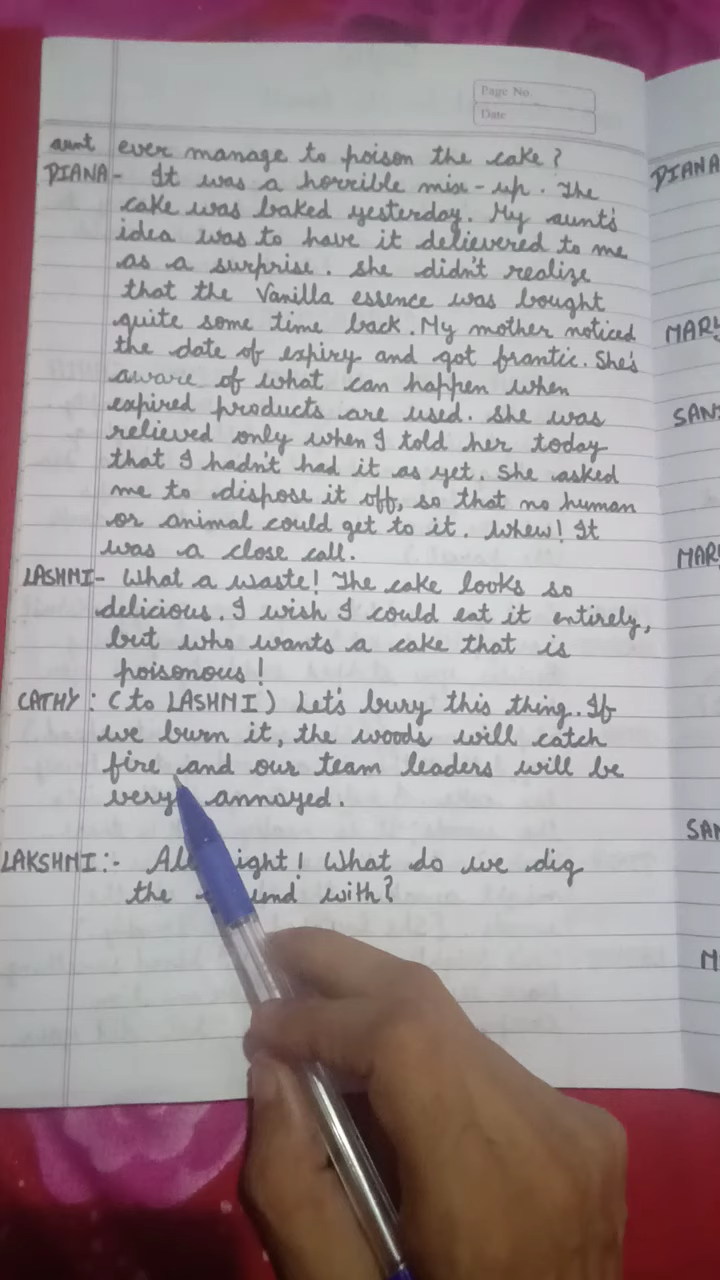 Page No.
Date
aunt ever manage to poison the cake?
DIANA- It was a horrible mix-up. The
cake was baked yesterday. My aunt's
idea was to have it delievered to me
as a surprise. She didn't realize
that the Vanilla essence was bought
quite some time back. My mother noticed
the date of expiry and got frantic. She's
aware of what can happen when
expired products are used. She was
relieved only when I told her today
that I hadn't had it as yet. She asked
me to dispose it off, so that no human
or animal could get to it. Whew! It
was a close call.
LASHMI- What a waste! The cake looks so
delicious. I wish I could eat it entirely,
but who wants a cake that is
poisonous!
CATHY: (to LASHMI) Let's bury this thing. If
we burn it, the woods will catch
fire and our team leaders will be
very annoyed.
LAKSHMI:- What do we dig
the with?
DIANA
MARY
SAN
MAR
SAN
M